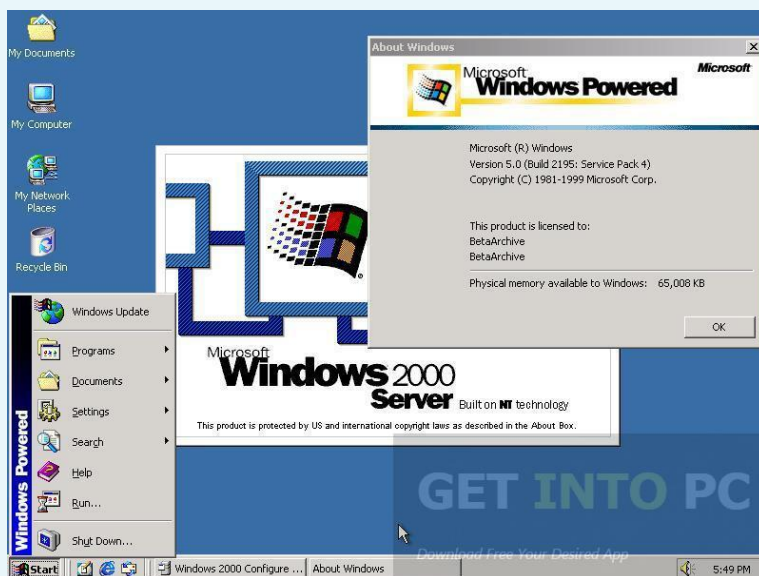 My Documents
My Computer
My Network
Places
Recycle Bin
About Windows
Microsoft
Microsoft
Windows Powered
Microsoft (R) Windows
Version 5.0 (Build 2195: Service Pack 4)
Copyright (C) 1981-1999 Microsoft Corp.
This product is licensed to:
BetaArchive
BetaArchive
Physical memory available to Windows: 65,008 KB
OK
Microsoft
Windows 2000
Server Built on NT technology
This product is protected by US and international copyright laws as described in the About Box.
Windows Powered
Windows Update
Programs
Documents
Settings
Search
Help
Run...
Shut Down...
GET INTO PC
Download Free Your Desired App
Start
Windows 2000 Configure ...
About Windows
5:49 PM